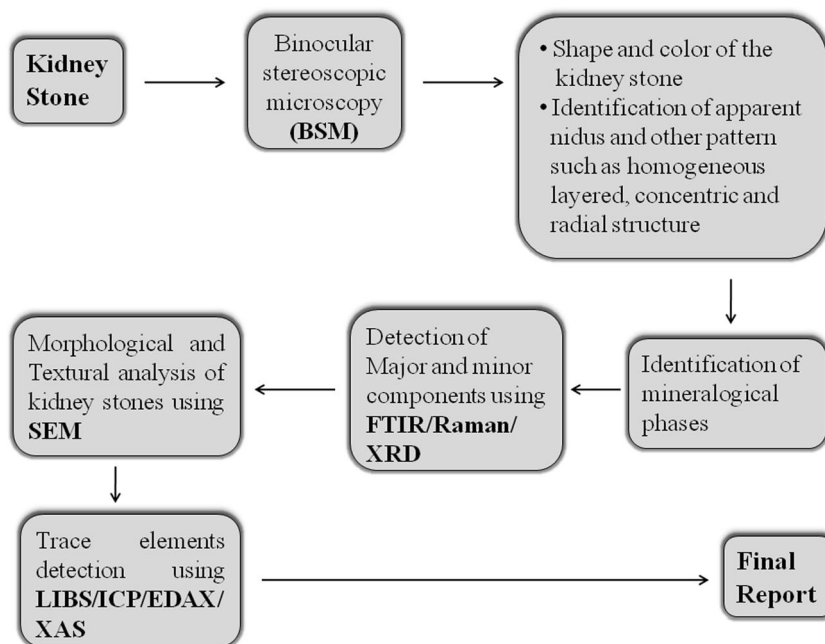 Kidney
Stone
Binocular
stereoscopic
microscopy
(BSM)
• Shape and color of the
kidney stone
• Identification of apparent
nidus and other pattern
such as homogeneous
layered, concentric and
radial structure
Identification of
mineralogical
phases
Detection of
Major and minor
components using
FTIR/Raman/
XRD
Morphological and
Textural analysis of
kidney stones using
SEM
Trace elements
detection using
LIBS/ICP/EDAX/
XAS
Final
Report